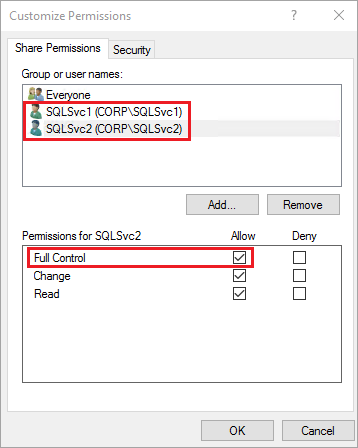 Customize Permissions
Share Permissions Security
Group or user names:
Everyone
SQLSvc1 (CORP\SQLSvc1)
SQLSvc2 (CORP\SQLSvc2)
Add... Remove
Permissions for SQLSvc2 Allow Deny
Full Control
Change
Read
OK Cancel